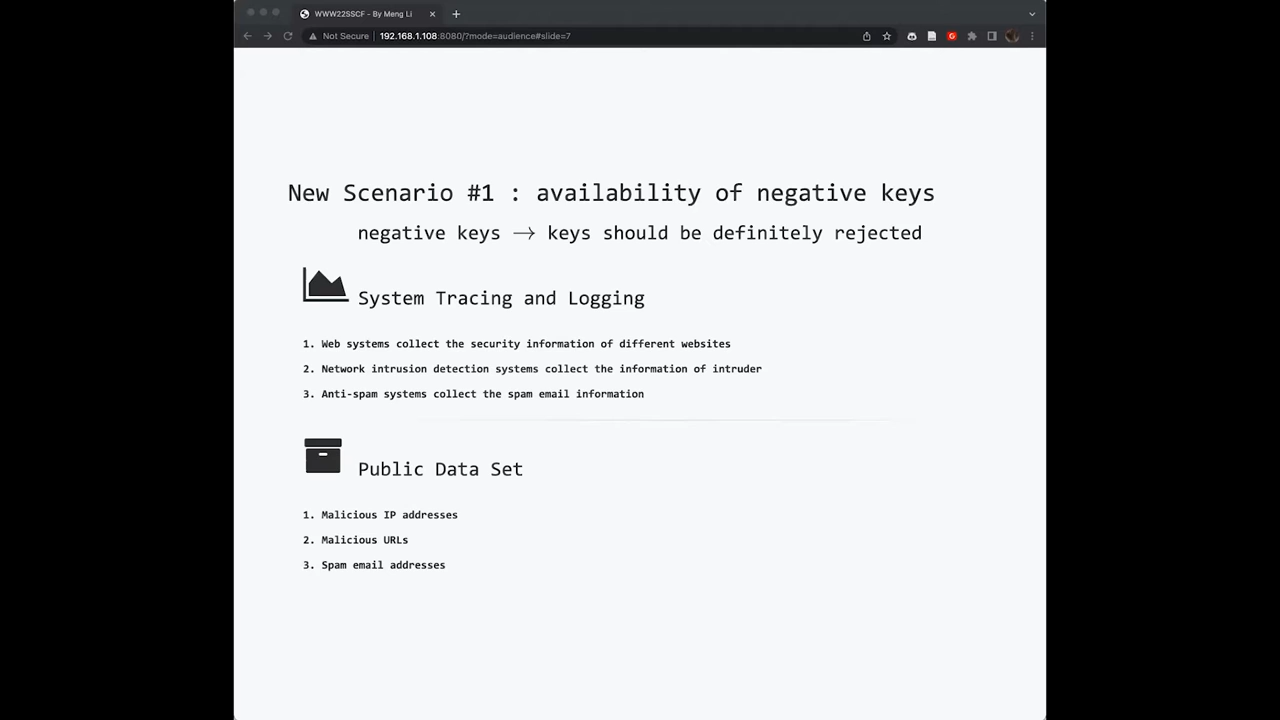 WWW22SSCF - By Meng Li
Not Secure 192.168.1.108:8080/?mode=audience#slide=7
New Scenario #1 : availability of negative keys
negative keys → keys should be definitely rejected
System Tracing and Logging
1. Web systems collect the security information of different websites
2. Network intrusion detection systems collect the information of intruder
3. Anti-spam systems collect the spam email information
Public Data Set
1. Malicious IP addresses
2. Malicious URLs
3. Spam email addresses